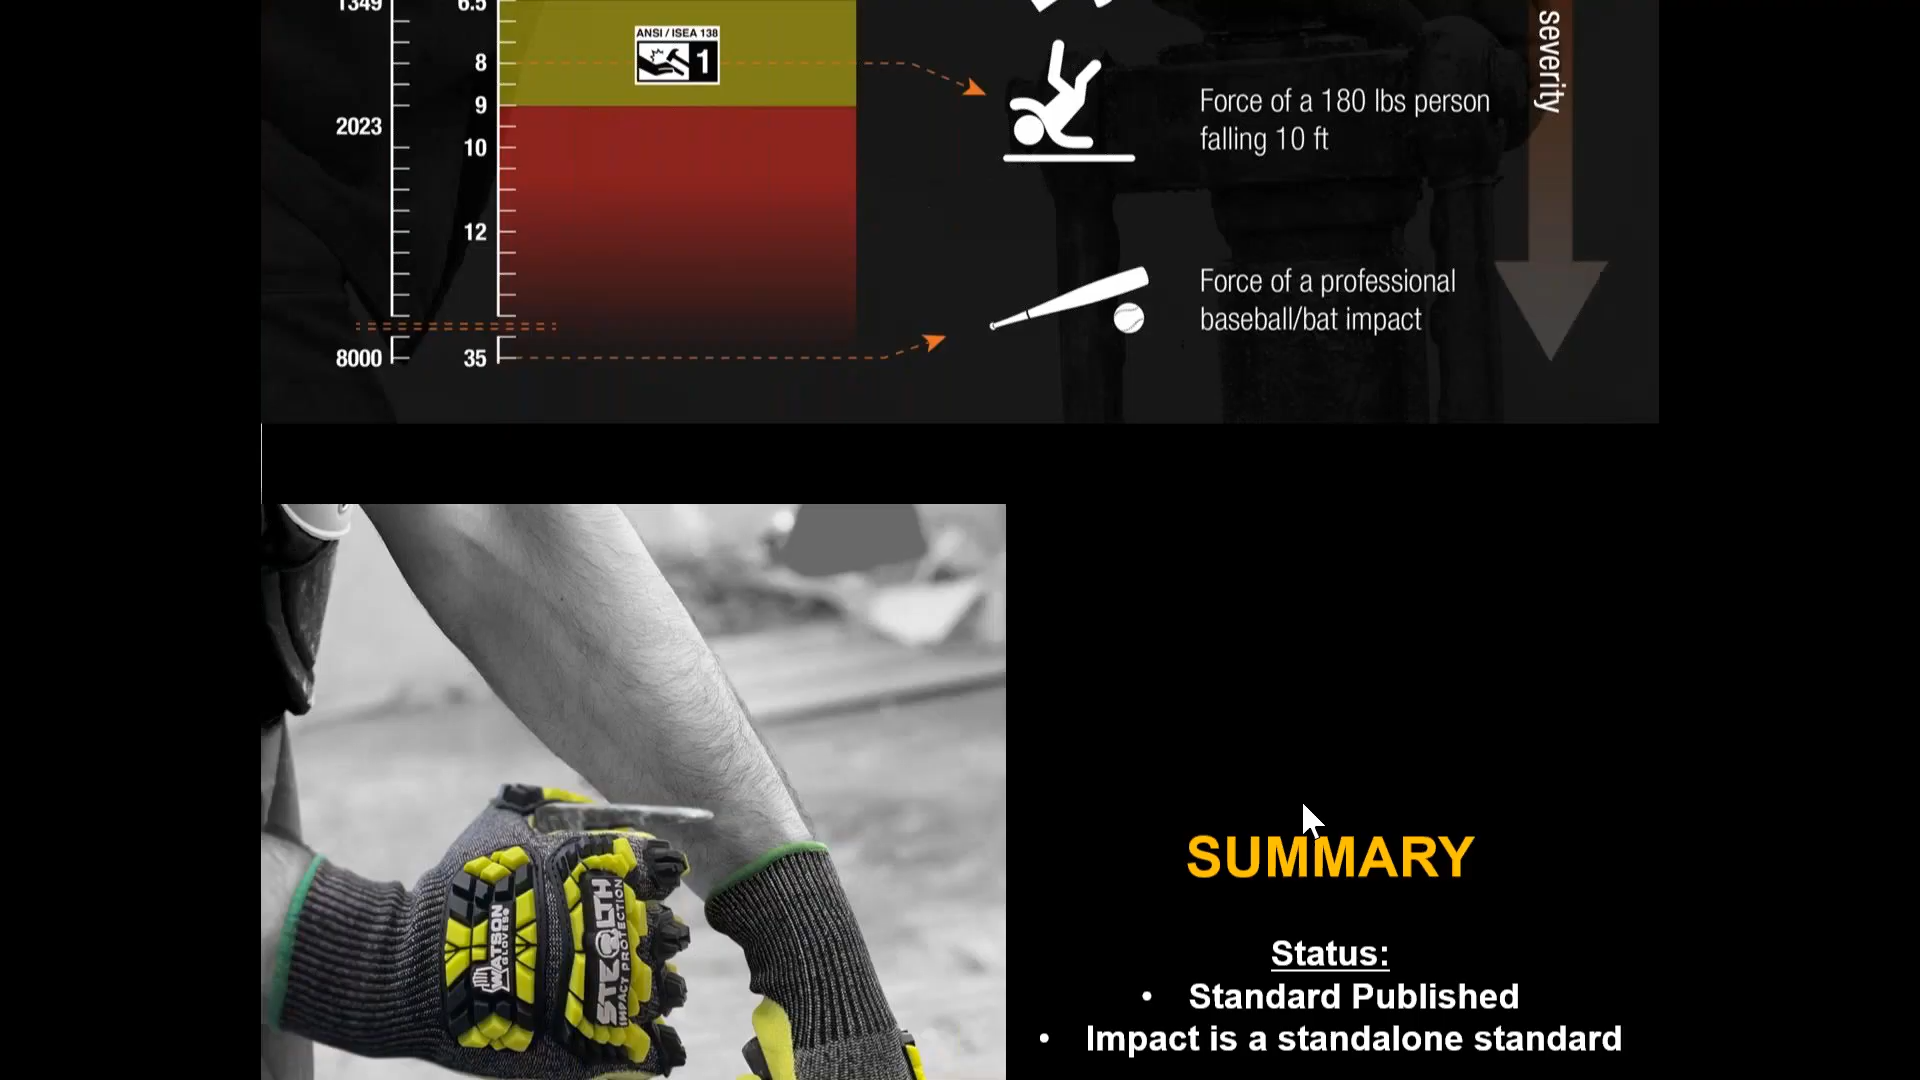 1349
6.5
ANSI / ISEA 138
1
8
9
2023
10
12
8000
35
Force of a 180 lbs person
falling 10 ft
Force of a professional
baseball/bat impact
severity
WATSON
GLOVES
STEALTH
IMPACT PROTECTION
SUMMARY
Status:
• Standard Published
• Impact is a standalone standard